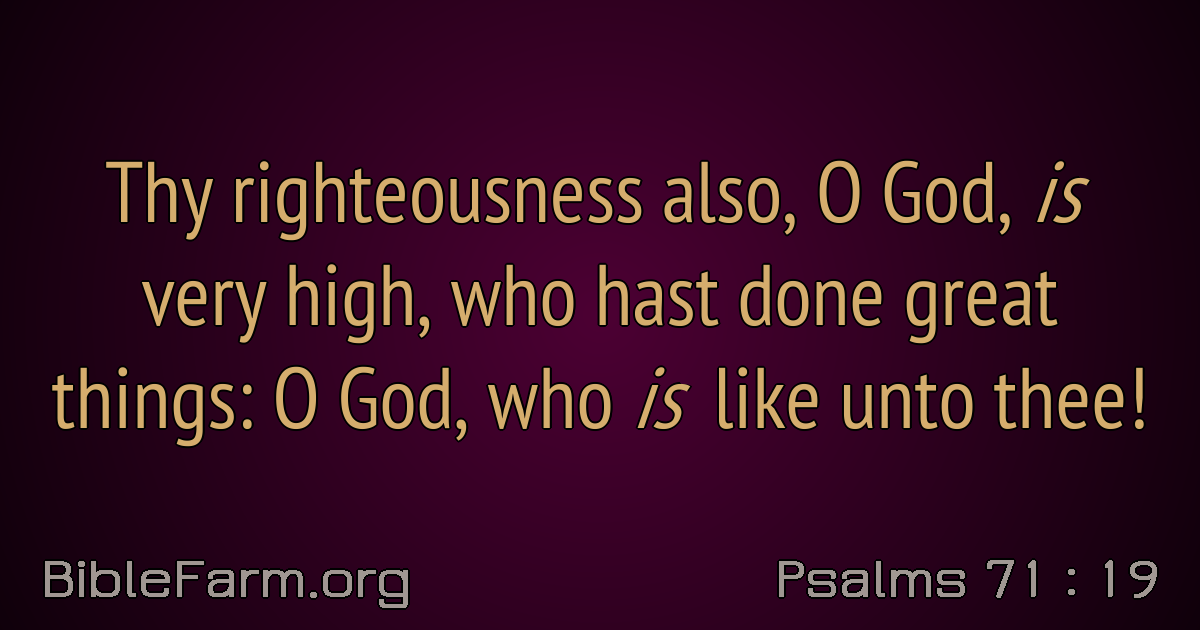 Thy righteousness also, O God, is
very high, who hast done great
things: O God, who is like unto thee!
BibleFarm.org
Psalms 71 : 19